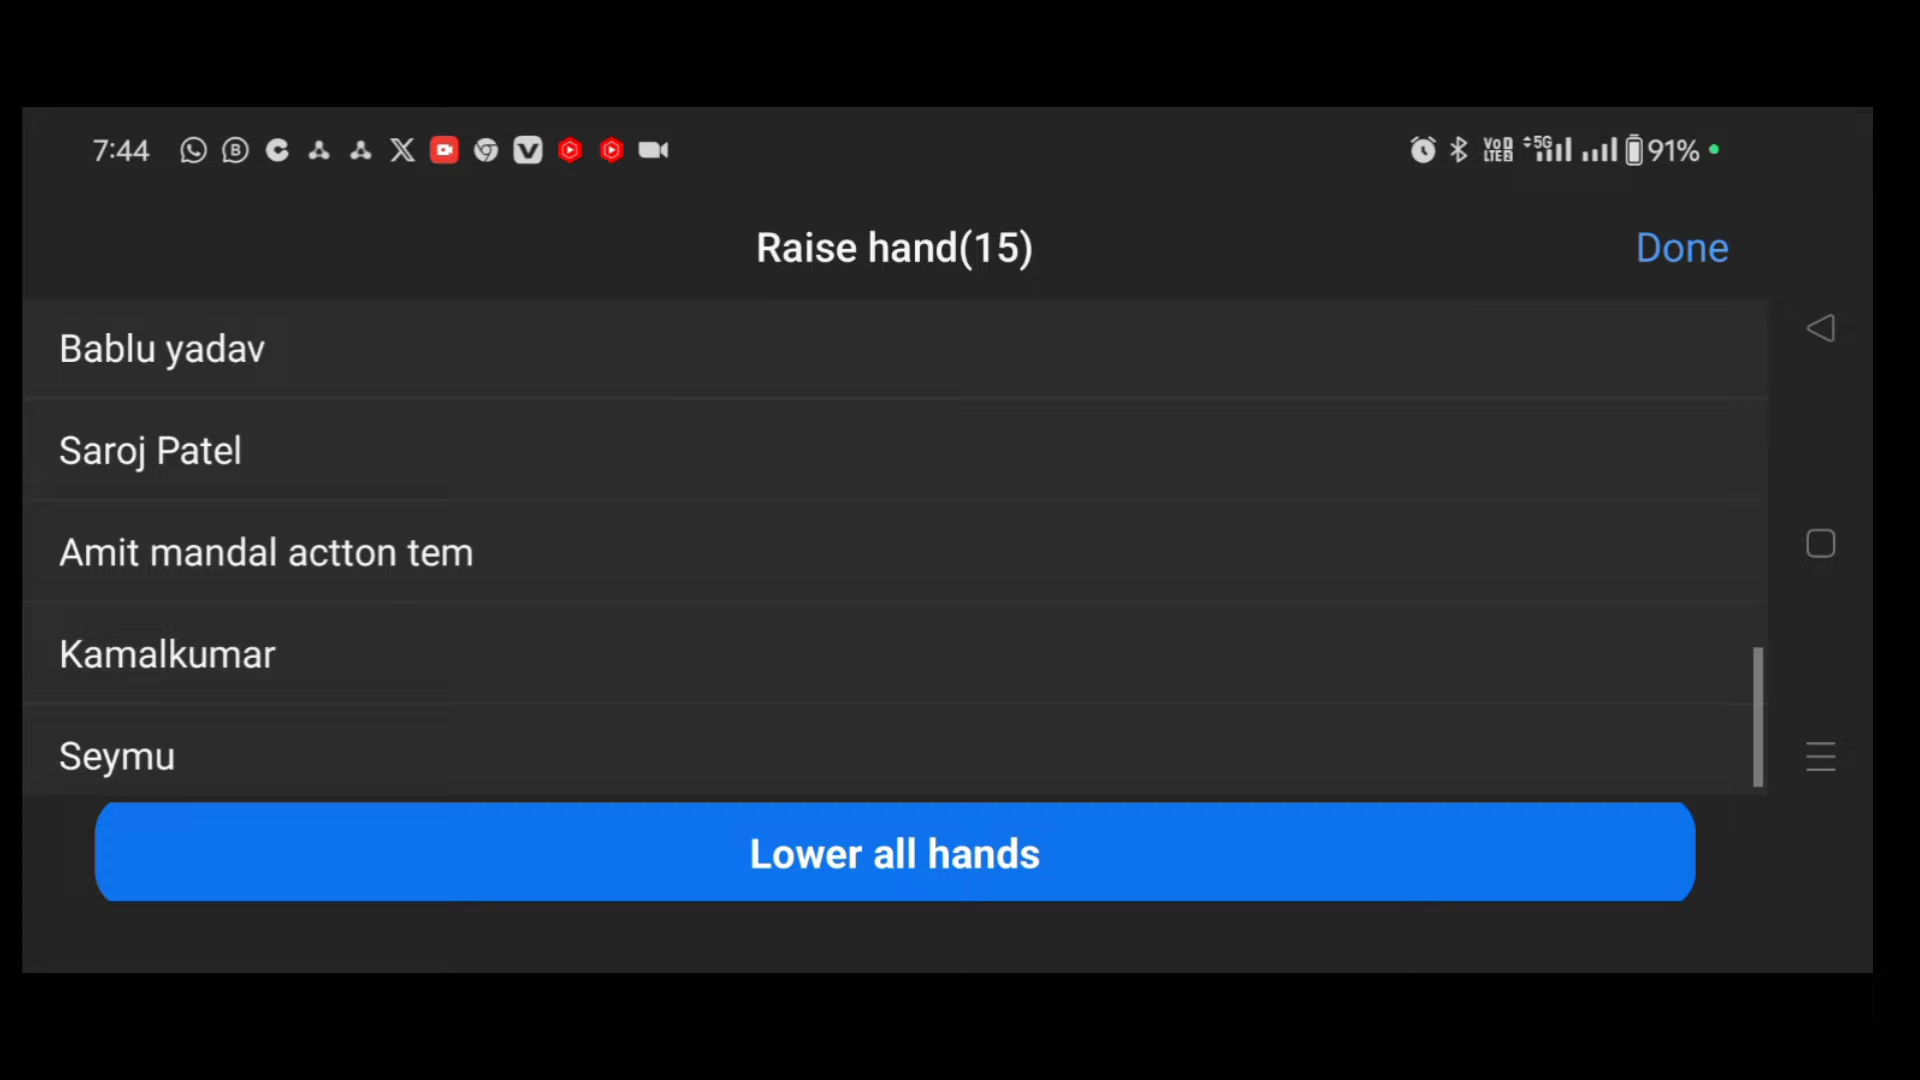 7:44
5G
91%
Raise hand(15)
Done
Bablu yadav
Saroj Patel
Amit mandal actton tem
Kamalkumar
Seymu
Lower all hands